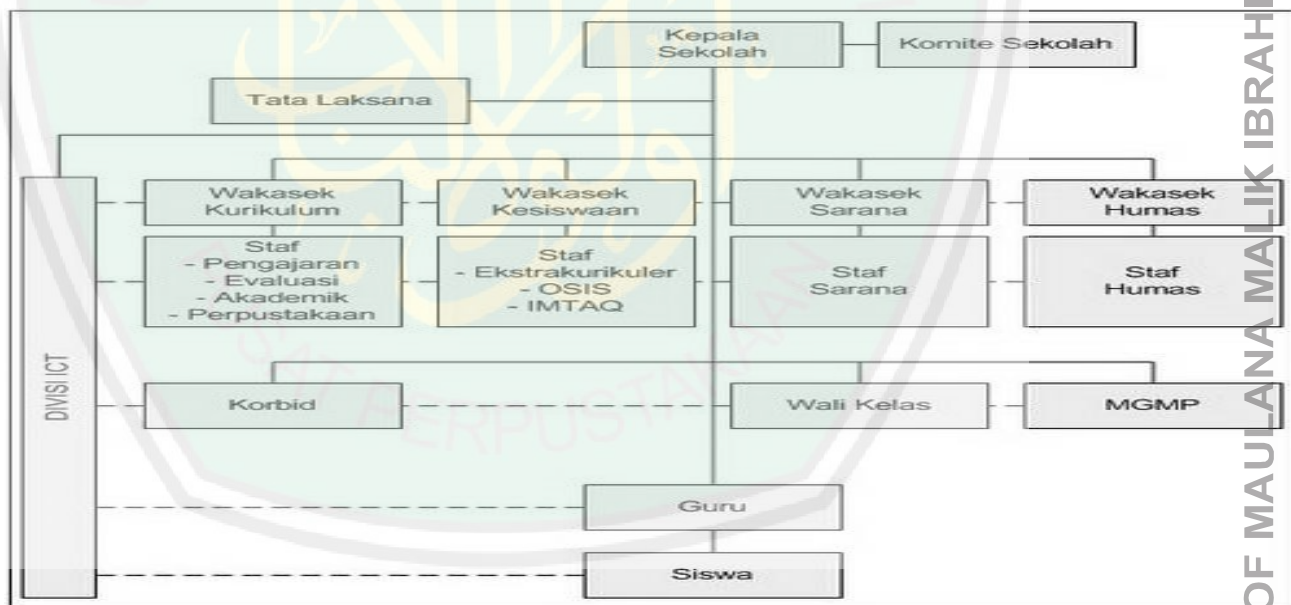 Kepala
Sekolah
Komite Sekolah
Tata Laksana
DIVISI ICT
Wakasek
Kurikulum
Wakasek
Kesiswaan
Wakasek
Sarana
Wakasek
Humas
Staf
- Pengajaran
- Evaluasi
- Akademik
- Perpustakaan
Staf
- Ekstrakurikuler
- OSIS
- IMTAQ
Staf
Sarana
Staf
Humas
Korbid
Wali Kelas
MGMP
Guru
Siswa
PUSAT PERPUSTAKAAN
OF MAULANA MALIK IBRAHI